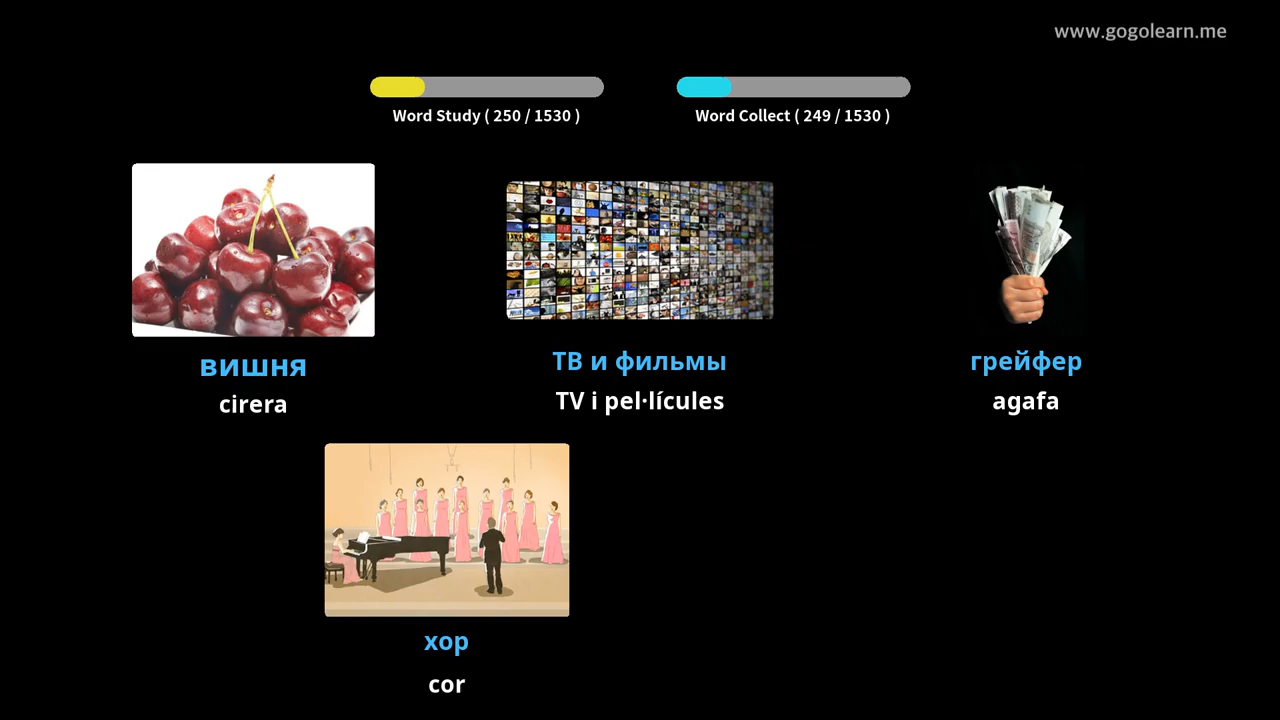 www.gogolearn.me
Word Study ( 250 / 1530 )
Word Collect ( 249 / 1530 )
вишня
cirera
ТВ и фильмы
TV i pel·lícules
грейфер
agafa
хор
cor